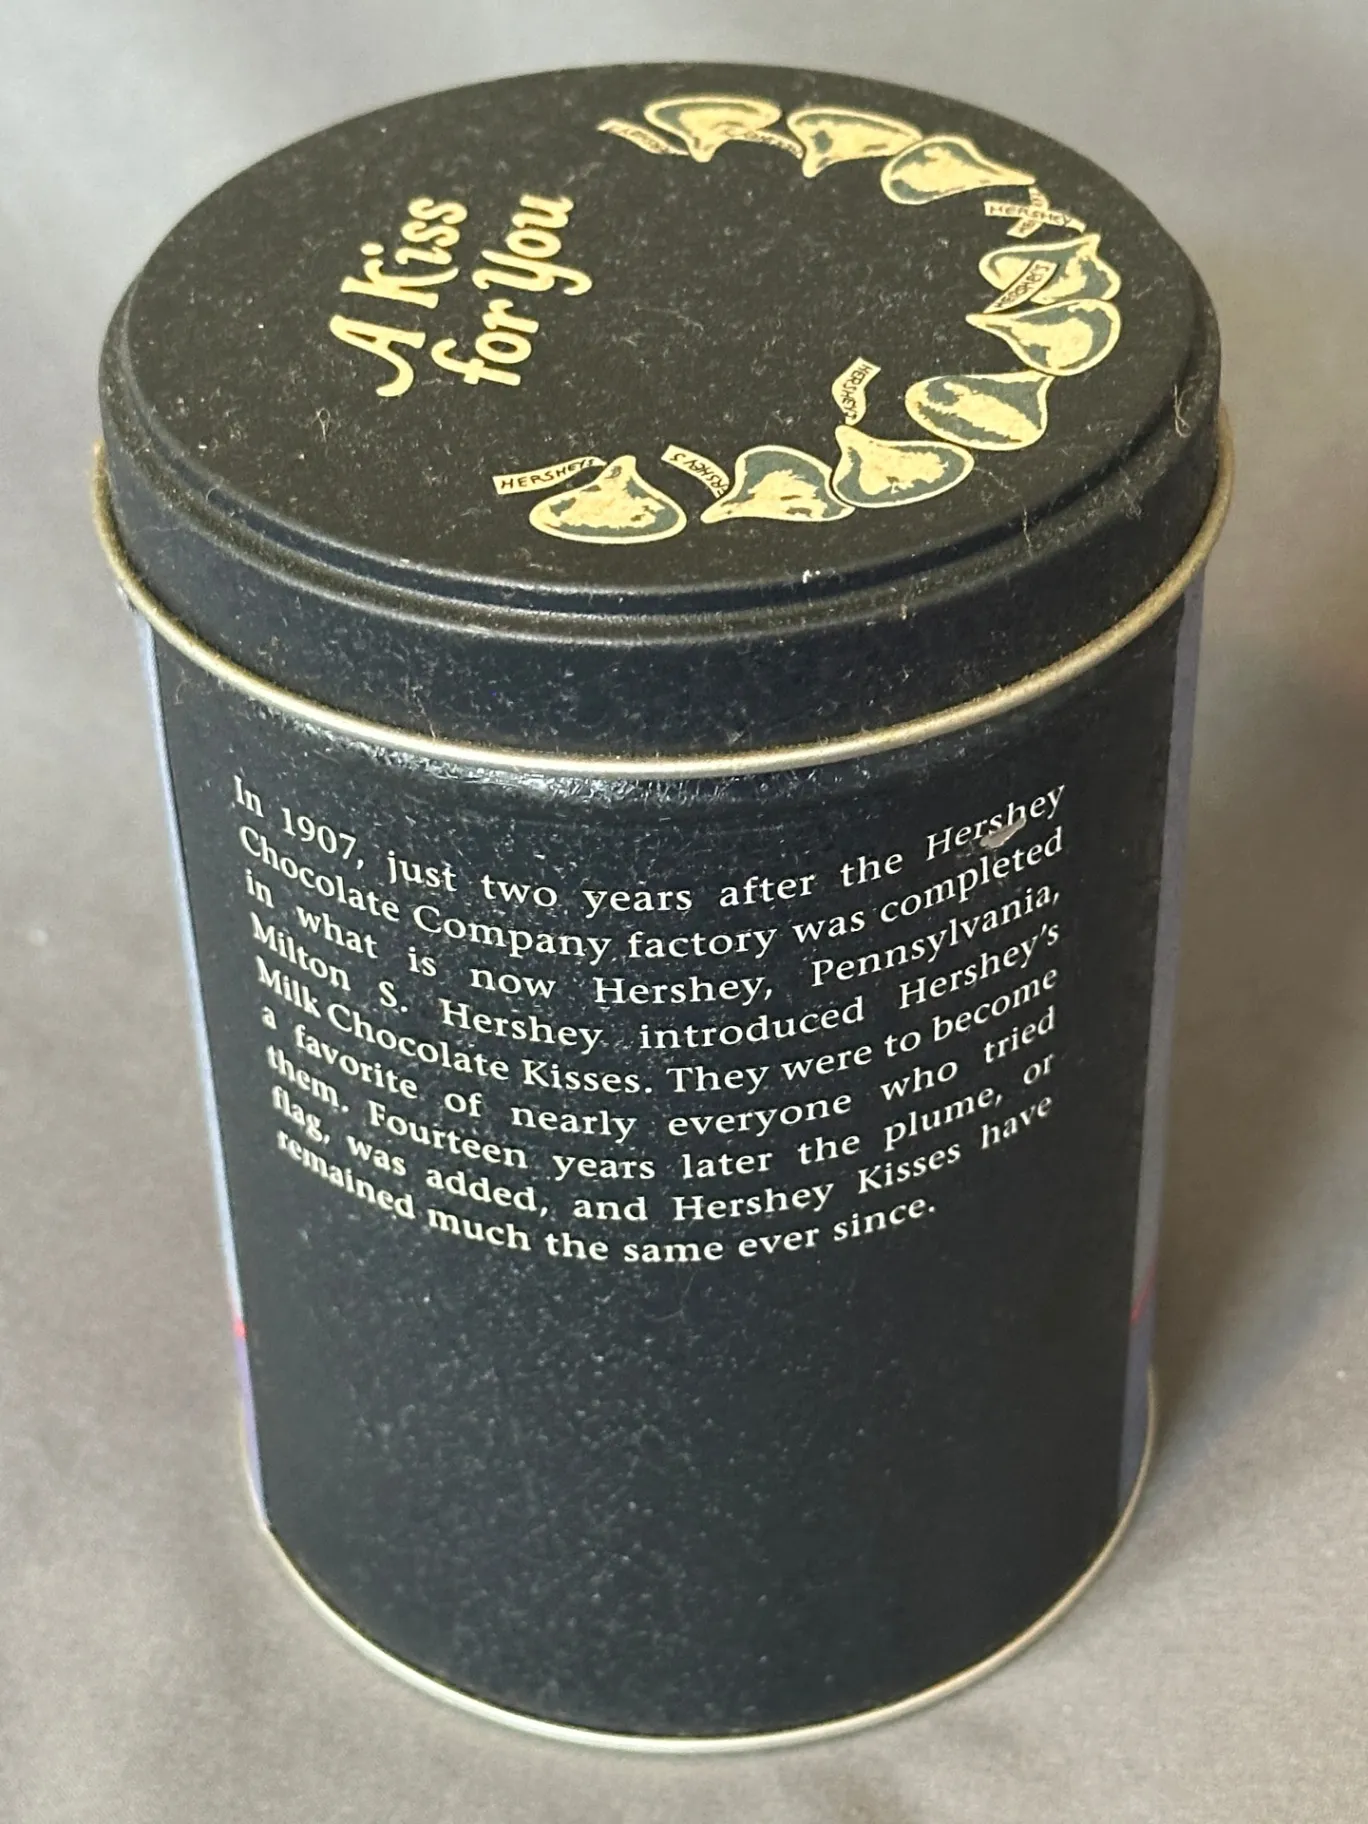 A Kiss
for You
HERSHEY'S
HERSHEY'S
HERSHEY'S
HERSHEY'S
HERSHEY'S
In 1907, just two years after the Hershey
Chocolate Company factory was completed
in what is now Hershey, Pennsylvania,
Milton S. Hershey introduced Hershey's
Milk Chocolate Kisses. They were to become
a favorite of nearly everyone who tried
them. Fourteen years later the plume, or
flag, was added, and Hershey Kisses have
remained much the same ever since.